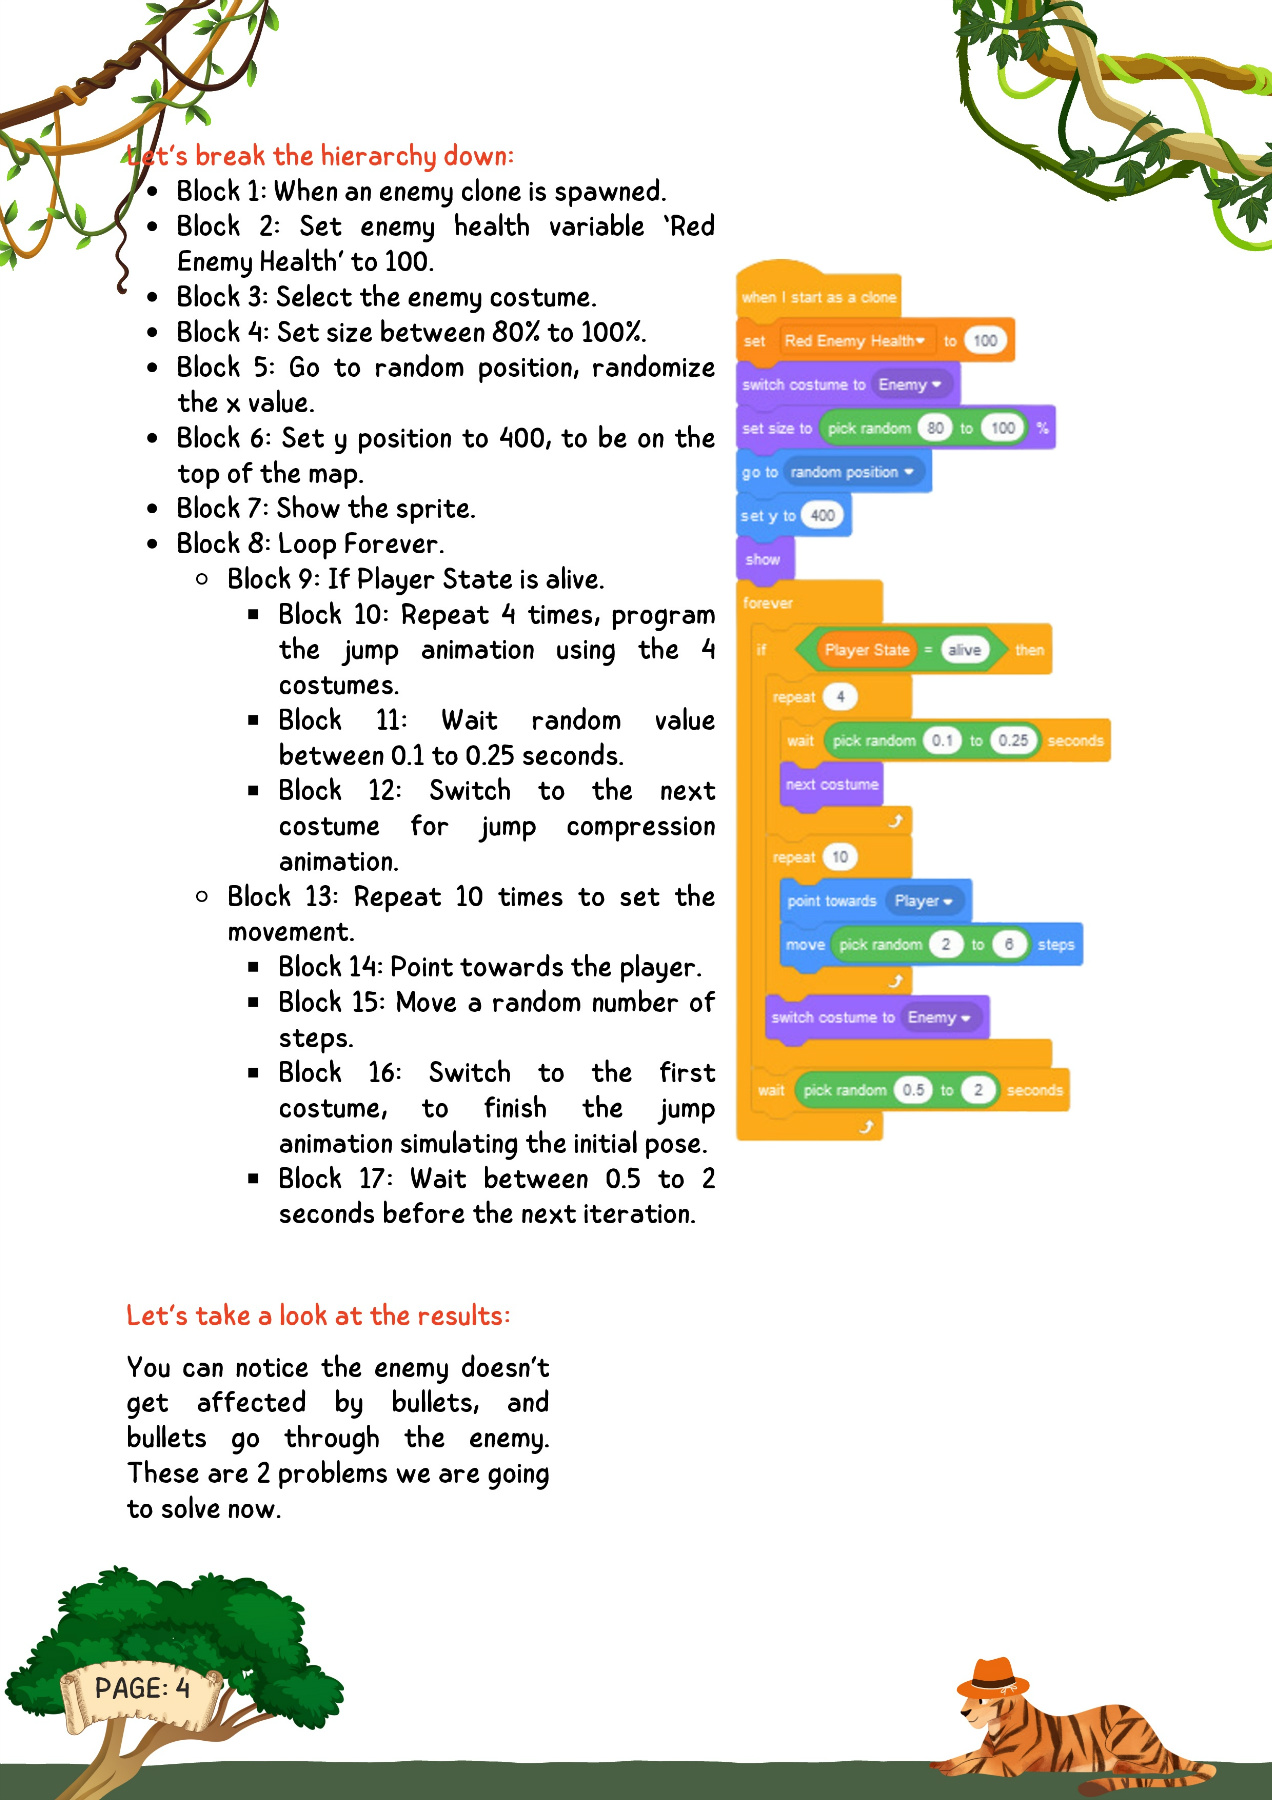 Let's break the hierarchy down:
• Block 1: When an enemy clone is spawned.
• Block 2: Set enemy health variable ‘Red
Enemy Health’ to 100.
• Block 3: Select the enemy costume.
• Block 4: Set size between 80% to 100%.
• Block 5: Go to random position, randomize
the x value.
• Block 6: Set y position to 400, to be on the
top of the map.
• Block 7: Show the sprite.
• Block 8: Loop Forever.
○ Block 9: If Player State is alive.
▪ Block 10: Repeat 4 times, program
the jump animation using the 4
costumes.
▪ Block 11: Wait random value
between 0.1 to 0.25 seconds.
▪ Block 12: Switch to the next
costume for jump compression
animation.
○ Block 13: Repeat 10 times to set the
movement.
▪ Block 14: Point towards the player.
▪ Block 15: Move a random number of
steps.
▪ Block 16: Switch to the first
costume, to finish the jump
animation simulating the initial pose.
▪ Block 17: Wait between 0.5 to 2
seconds before the next iteration.
when I start as a clone
set Red Enemy Health to 100
switch costume to Enemy
set size to pick random 80 to 100 %
go to random position
set y to 400
show
forever
if Player State = alive then
repeat 4
wait pick random 0.1 to 0.25 seconds
next costume
repeat 10
point towards Player
move pick random 2 to 6 steps
switch costume to Enemy
wait pick random 0.5 to 2 seconds
Let's take a look at the results:
You can notice the enemy doesn't
get affected by bullets, and
bullets go through the enemy.
These are 2 problems we are going
to solve now.
PAGE: 4